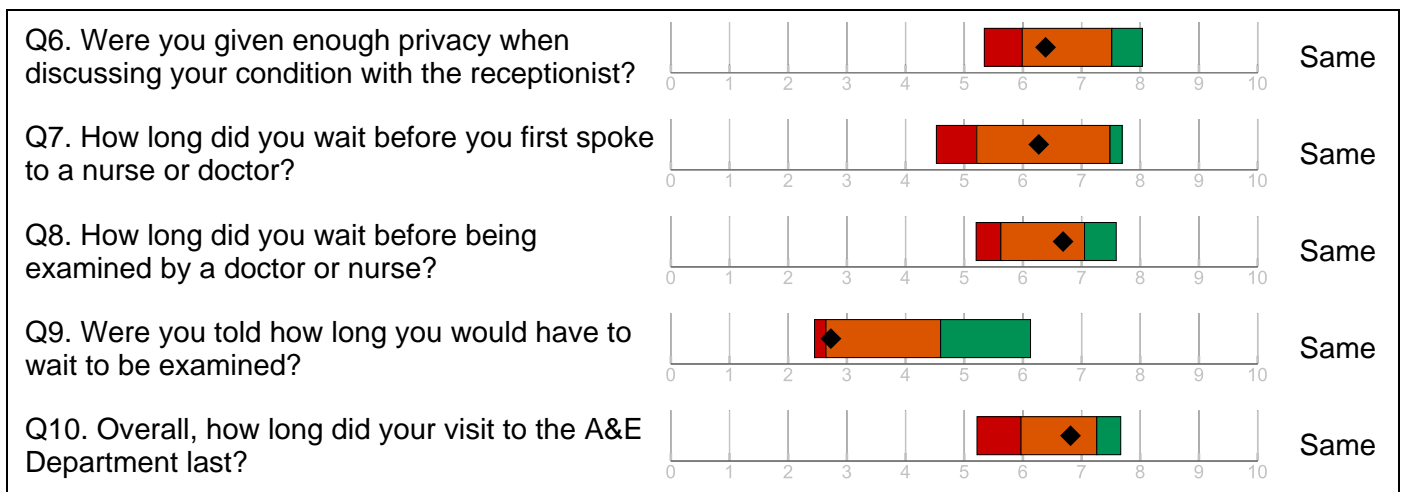 Q6. Were you given enough privacy when
discussing your condition with the receptionist?
0 1 2 3 4 5 6 7 8 9 10
Same
Q7. How long did you wait before you first spoke
to a nurse or doctor?
0 1 2 3 4 5 6 7 8 9 10
Same
Q8. How long did you wait before being
examined by a doctor or nurse?
0 1 2 3 4 5 6 7 8 9 10
Same
Q9. Were you told how long you would have to
wait to be examined?
0 1 2 3 4 5 6 7 8 9 10
Same
Q10. Overall, how long did your visit to the A&E
Department last?
0 1 2 3 4 5 6 7 8 9 10
Same